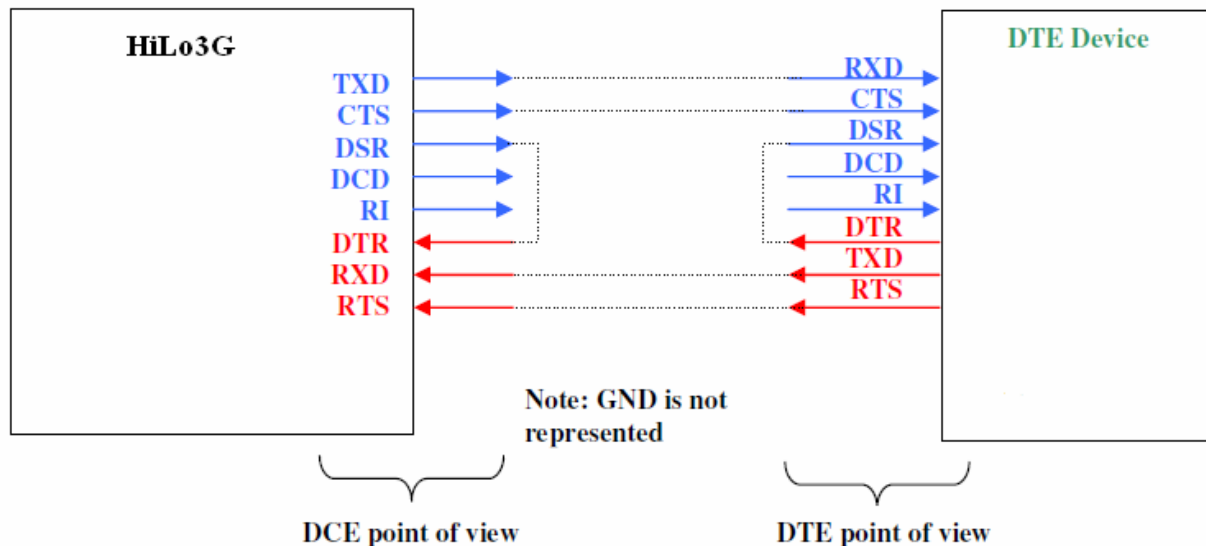 HiLo3G
TXD
CTS
DSR
DCD
RI
DTR
RXD
RTS
DTE Device
RXD
CTS
DSR
DCD
RI
DTR
TXD
RTS
Note: GND is not
represented
DCE point of view
DTE point of view